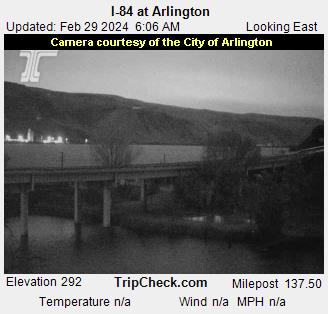 I-84 at Arlington
Updated: Feb 29 2024 6:06 AM Looking East
Camera courtesy of the City of Arlington
Elevation 292 TripCheck.com Milepost 137.50
Temperature n/a Wind n/a MPH n/a